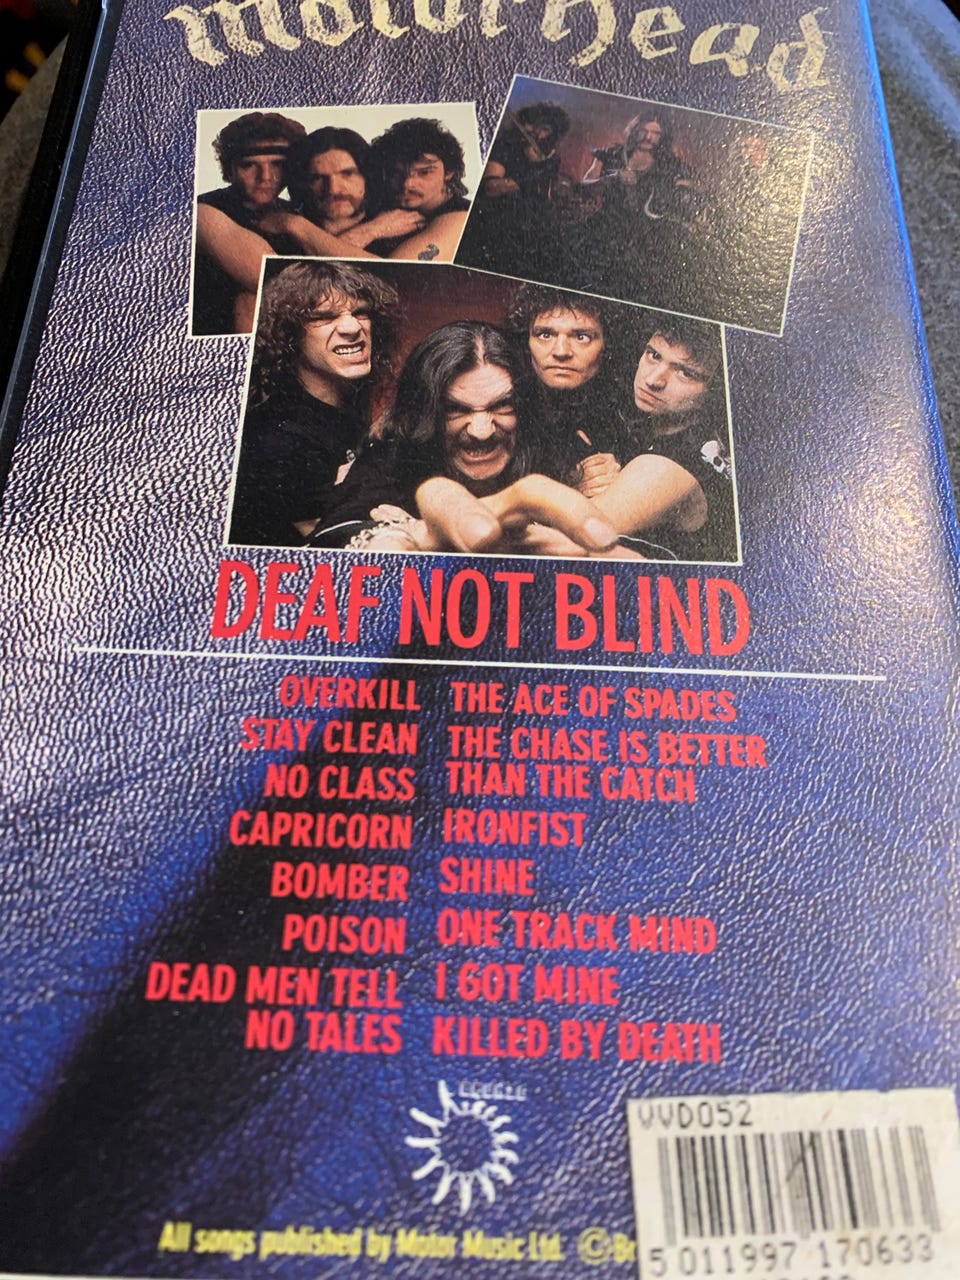 Motörhead
DEAF NOT BLIND
OVERKILL
STAY CLEAN
NO CLASS
CAPRICORN
BOMBER
POISON
DEAD MEN TELL
NO TALES
THE ACE OF SPADES
THE CHASE IS BETTER
THAN THE CATCH
IRONFIST
SHINE
ONE TRACK MIND
I GOT MINE
KILLED BY DEATH
VVD052
All songs published by Motor Music Ltd. © Br
5 011997 170633